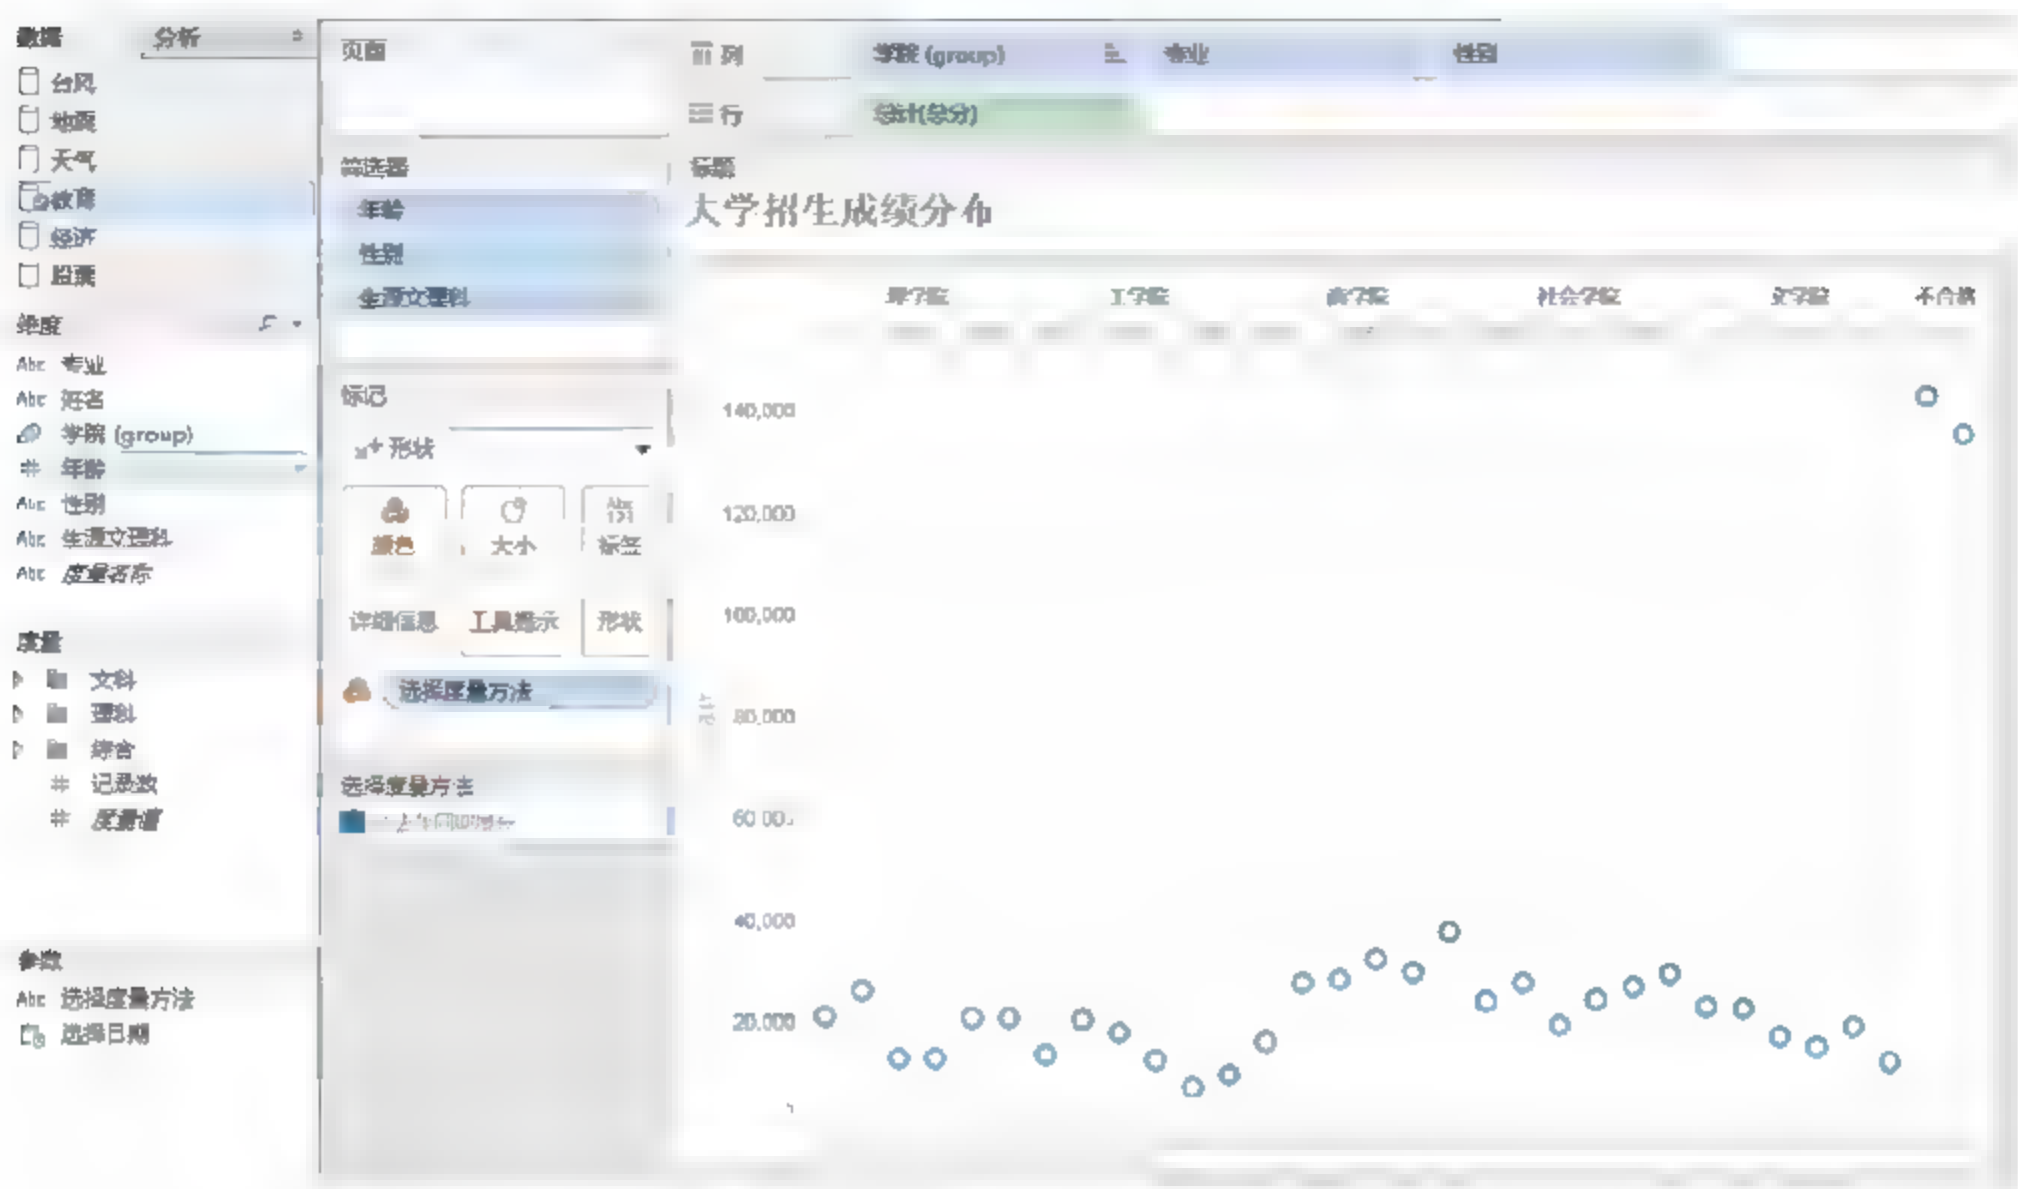 数据 分析
台风
地震
天气
教育
经济
股票
维度
Abc 专业
Abc 姓名
学院 (group)
# 年龄
Abc 性别
Abc 生源文理科
Abc 度量名称
度量
文科
理科
综合
# 记录数
# 度量值
参数
Abc 选择度量方法
选择日期
页面
筛选器
年龄
性别
生源文理科
标记
形状
颜色 大小 标签
详细信息 工具提示 形状
选择度量方法
选择度量方法
列 学院 (group) 专业 性别
行 总计(总分)
标题
大学招生成绩分布
理学院 工学院 商学院 社会学院 文学院 不合格
140,000
120,000
100,000
80,000
60,00
40,000
20,000